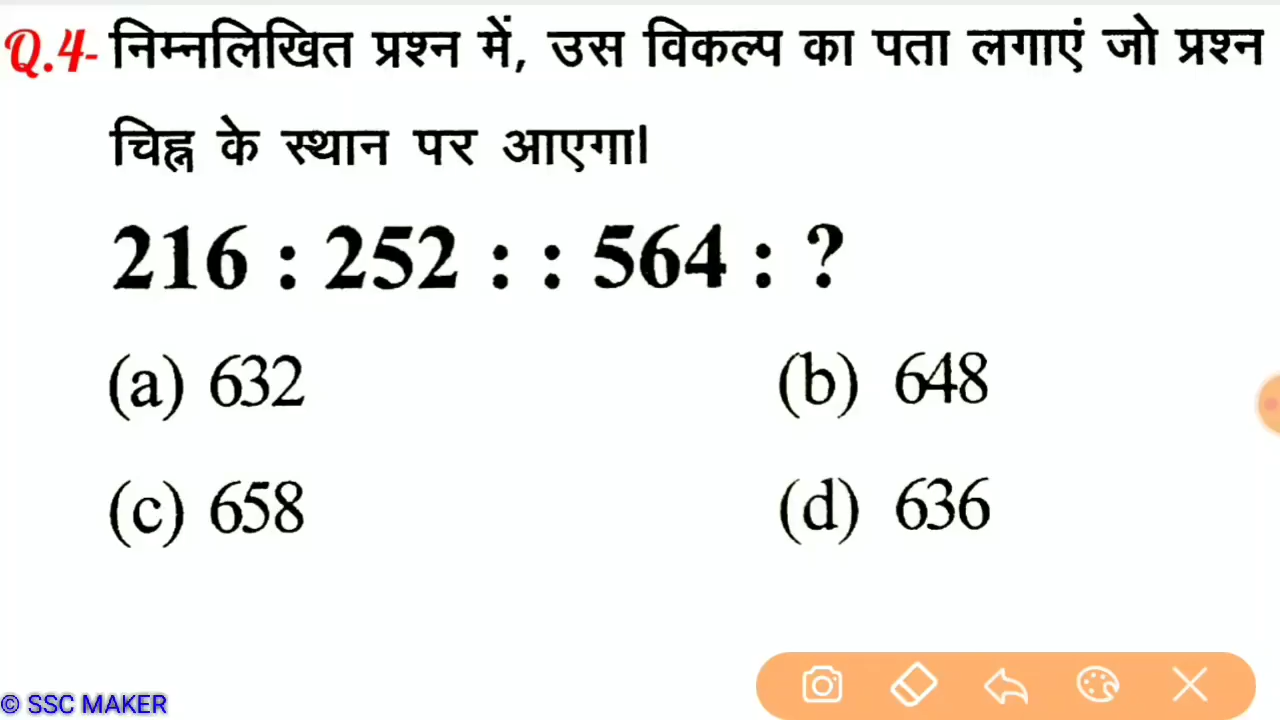 Q.4- निम्नलिखित प्रश्न में, उस विकल्प का पता लगाएं जो प्रश्न
चिह्न के स्थान पर आएगा।
216 : 252 : : 564 : ?
(a) 632 (b) 648
(c) 658 (d) 636
© SSC MAKER